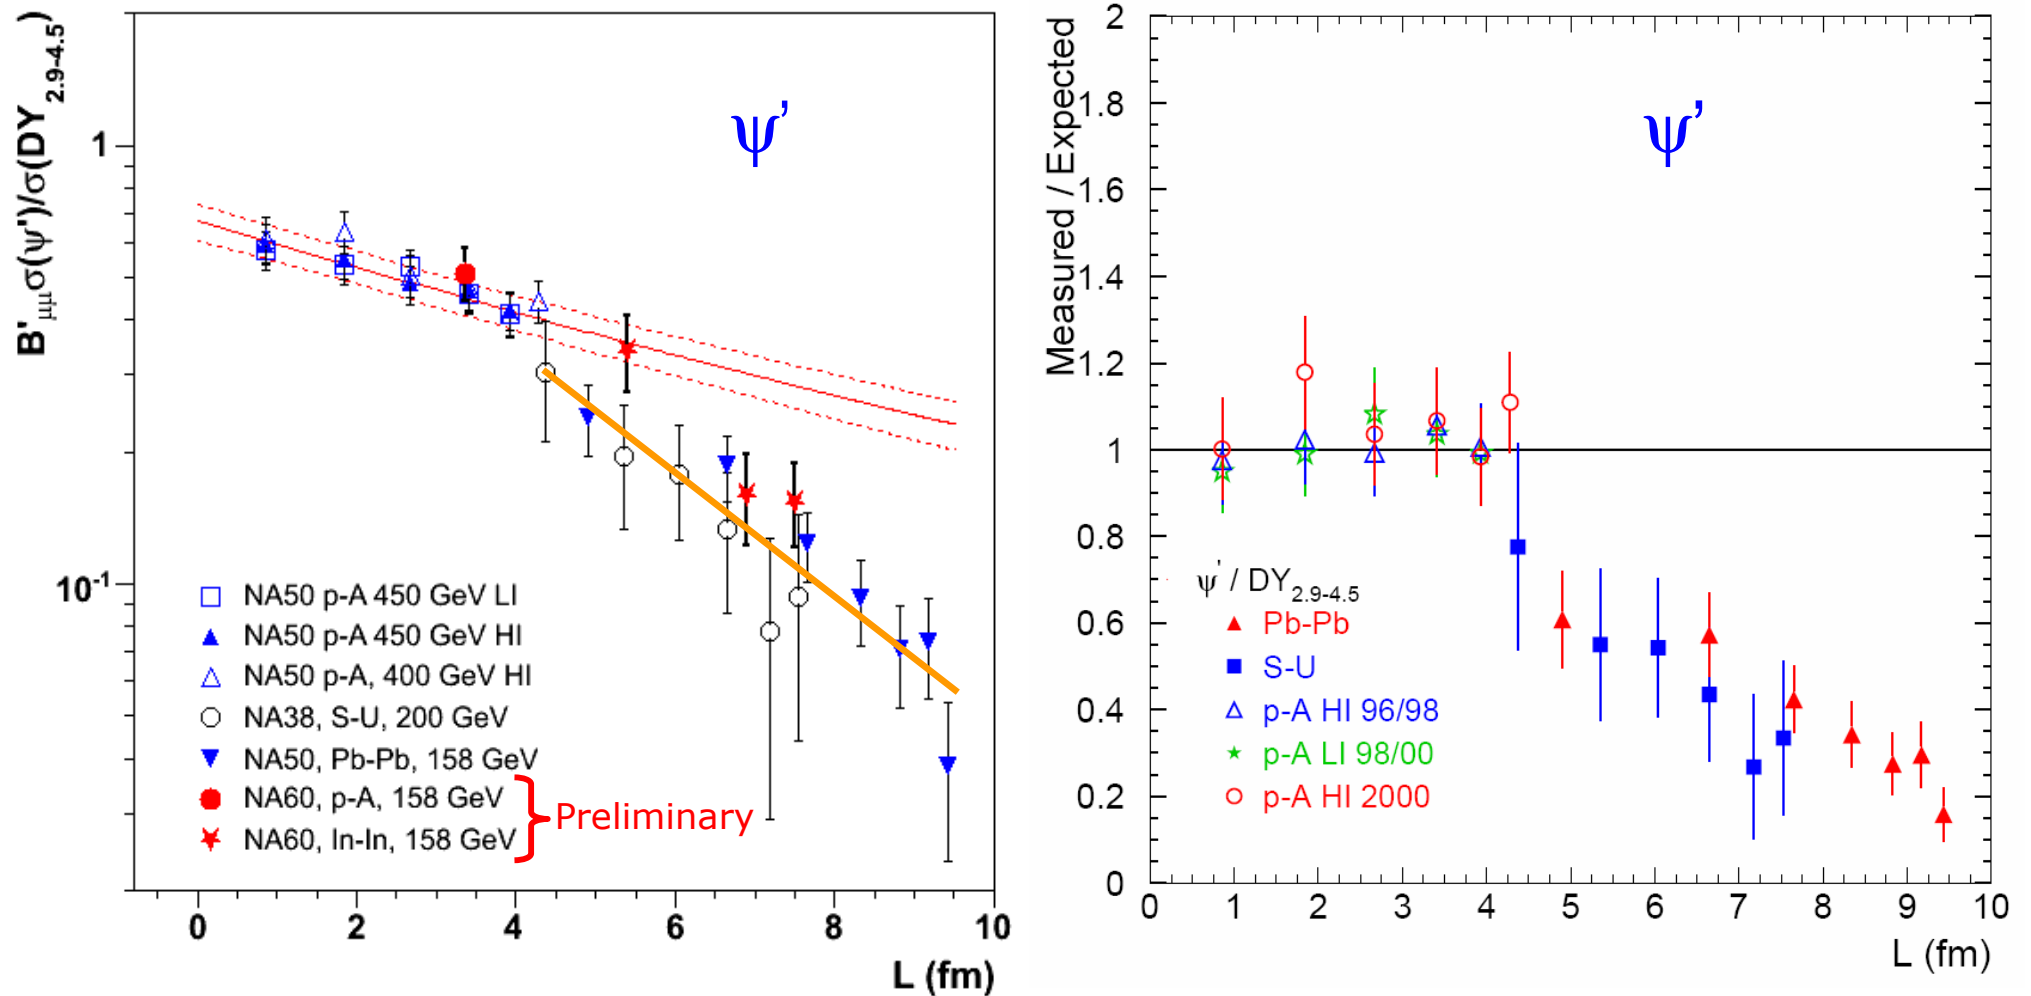 B'μμσ(ψ')/σ(DY2.9-4.5)
1
10-1
ψ’
NA50 p-A 450 GeV LI
NA50 p-A 450 GeV HI
NA50 p-A, 400 GeV HI
NA38, S-U, 200 GeV
NA50, Pb-Pb, 158 GeV
NA60, p-A, 158 GeV
NA60, In-In, 158 GeV
Preliminary
0 2 4 6 8 10
L (fm)
Measured / Expected
2
1.8
1.6
1.4
1.2
1
0.8
0.6
0.4
0.2
0
ψ’
ψ' / DY2.9-4.5
Pb-Pb
S-U
p-A HI 96/98
p-A LI 98/00
p-A HI 2000
0 1 2 3 4 5 6 7 8 9 10
L (fm)